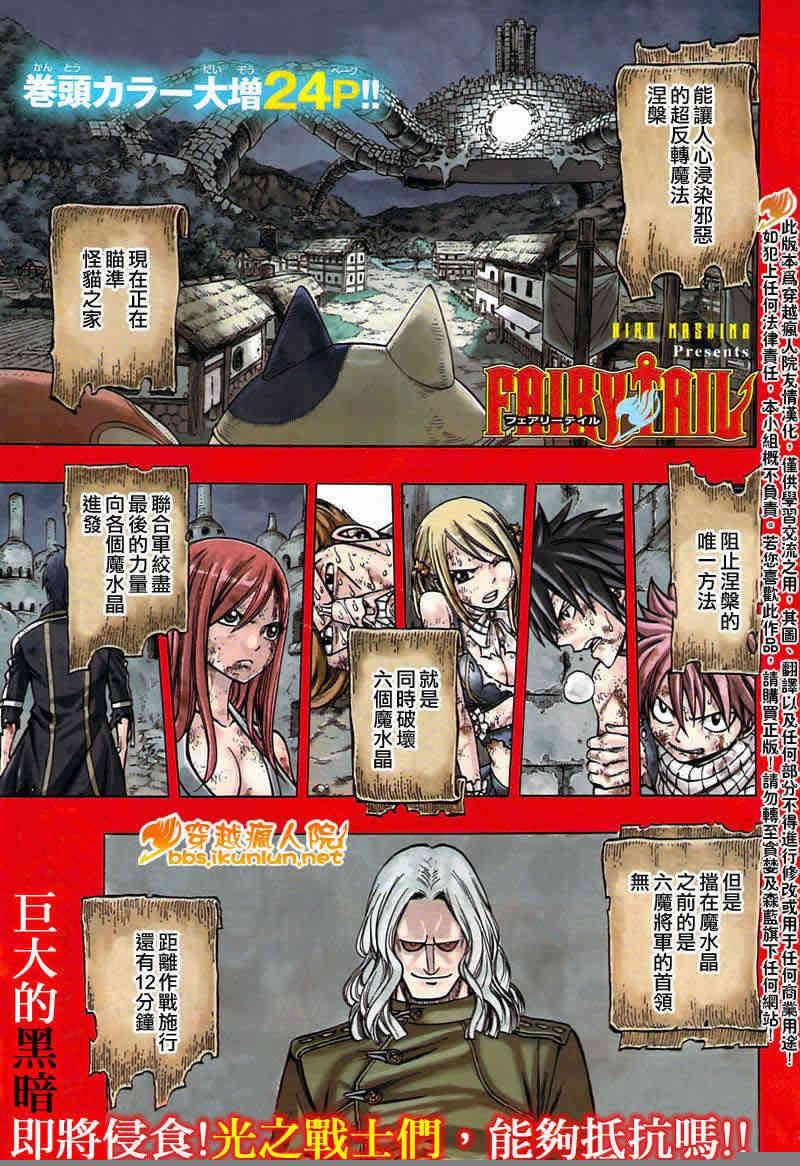 かんとう だいぞう ページ
巻頭カラー大増24P!!
能讓人心浸染邪惡
的超反轉魔法
涅槃
現在正在
瞄準
怪貓之家
HIRO MASHIMA
Presents
FAIRY TAIL
フェアリーテイル
阻止涅槃的
唯一方法
就是
同時破壞
六個魔水晶
聯合軍絞盡
最後的力量
向各個魔水晶
進發
穿越瘋人院
bbs.ikunlun.net
但是
擋在魔水晶
之前的是
六魔將軍的首領
無
距離作戰施行
還有12分鐘
巨大的黑暗
即將侵食!光之戰士們，能夠抵抗嗎!!
此版本爲穿越瘋人院友情漢化，僅供學習交流之用，其圖、翻譯以及任何部分不得進行修改或用于任何商業用途！
如犯上任何法律責任，本小組概不負責。若您喜歡此作品，請購買正版！請勿轉至貪婪及森藍旗下任何網站！